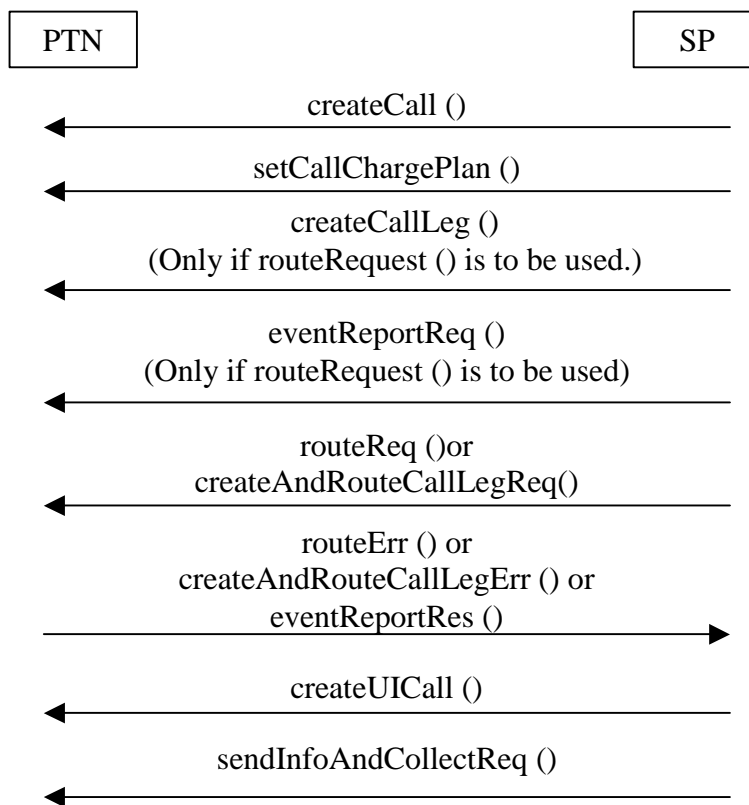 PTN
SP
createCall ()
setCallChargePlan ()
createCallLeg ()
(Only if routeRequest () is to be used.)
eventReportReq ()
(Only if routeRequest () is to be used)
routeReq ()or
createAndRouteCallLegReq()
routeErr () or
createAndRouteCallLegErr () or
eventReportRes ()
createUICall ()
sendInfoAndCollectReq ()